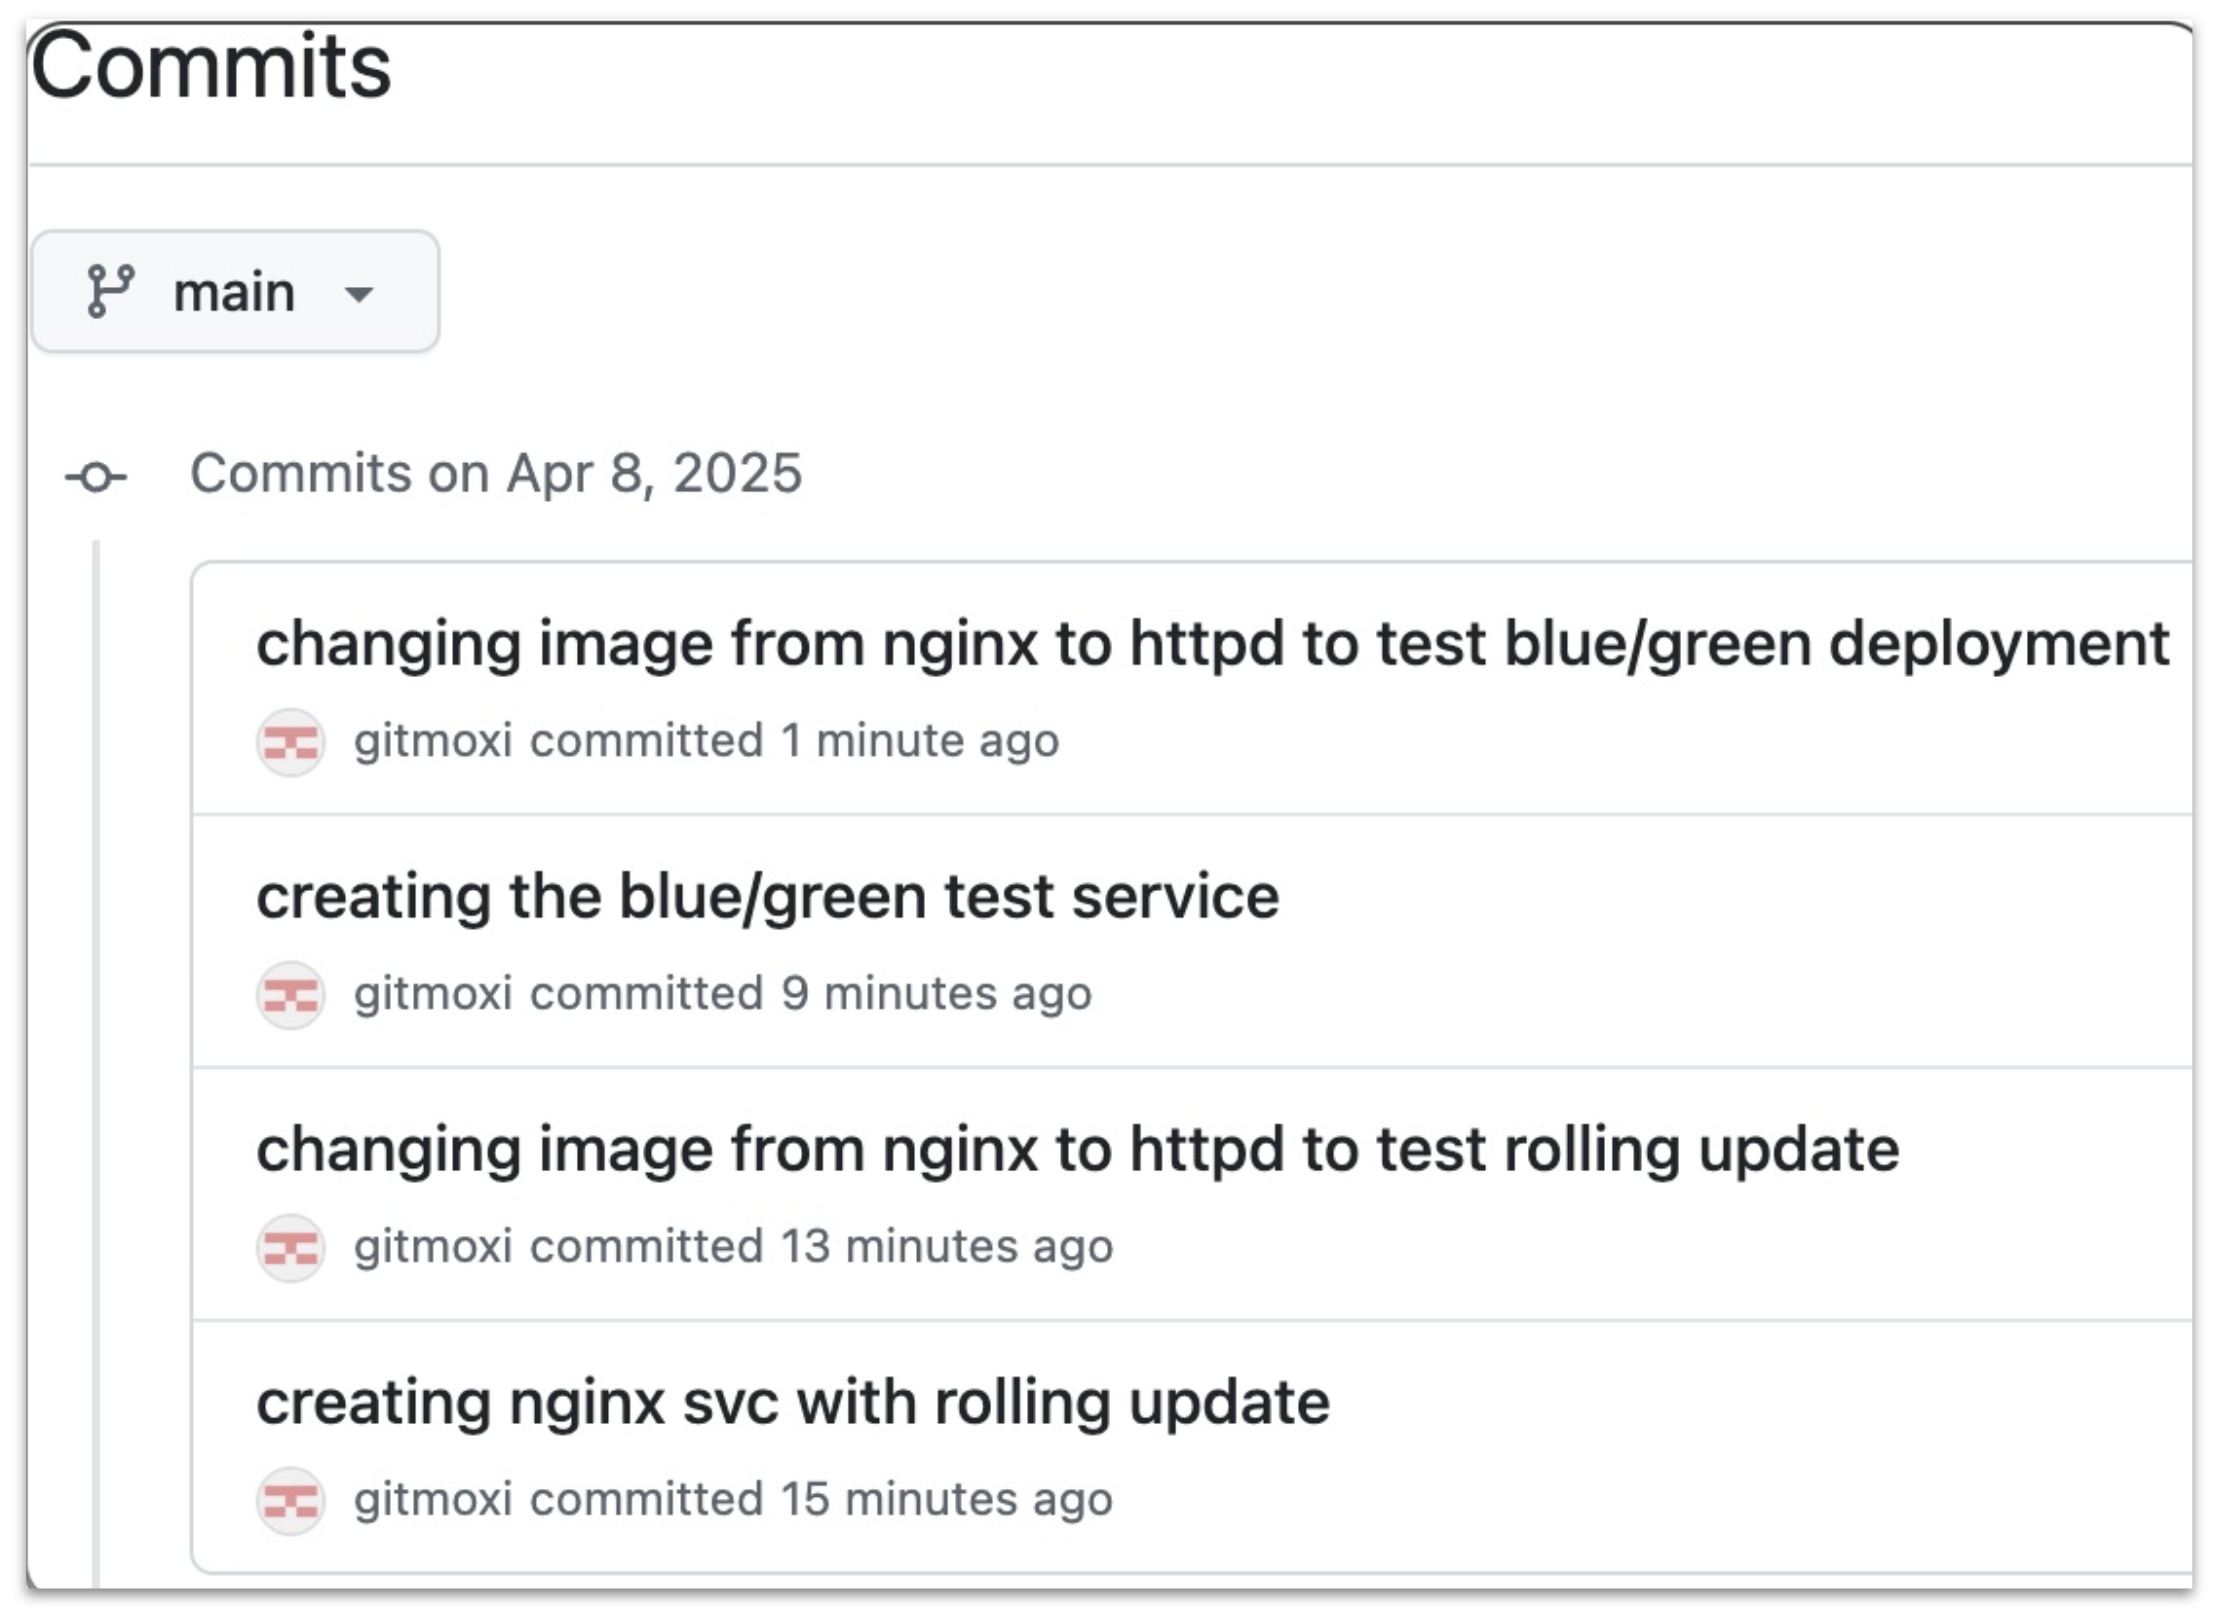 Commits
main
Commits on Apr 8, 2025
changing image from nginx to httpd to test blue/green deployment
gitmoxi committed 1 minute ago
creating the blue/green test service
gitmoxi committed 9 minutes ago
changing image from nginx to httpd to test rolling update
gitmoxi committed 13 minutes ago
creating nginx svc with rolling update
gitmoxi committed 15 minutes ago